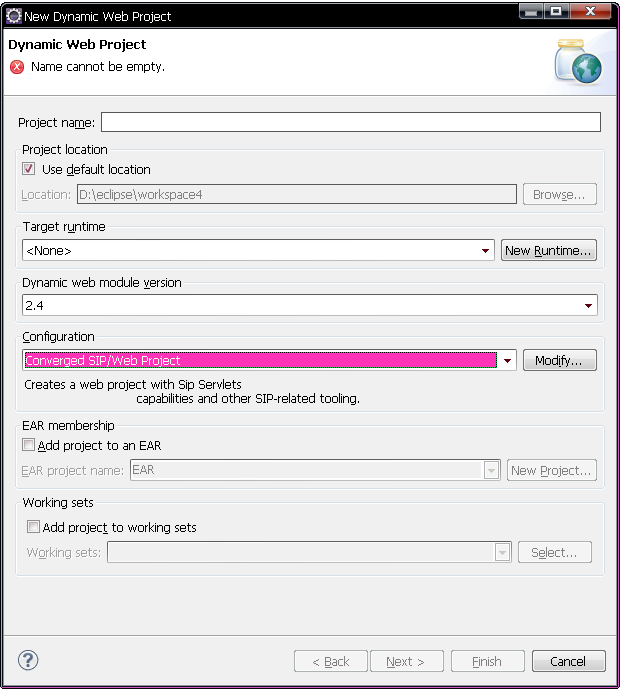 New Dynamic Web Project
Dynamic Web Project
Name cannot be empty.
Project name:
Project location
Use default location
Location: D:\eclipse\workspace4 Browse...
Target runtime
<None> New Runtime...
Dynamic web module version
2.4
Configuration
Converged SIP/Web Project Modify...
Creates a web project with Sip Servlets
capabilities and other SIP-related tooling.
EAR membership
Add project to an EAR
EAR project name: EAR New Project...
Working sets
Add project to working sets
Working sets: Select...
? < Back Next > Finish Cancel